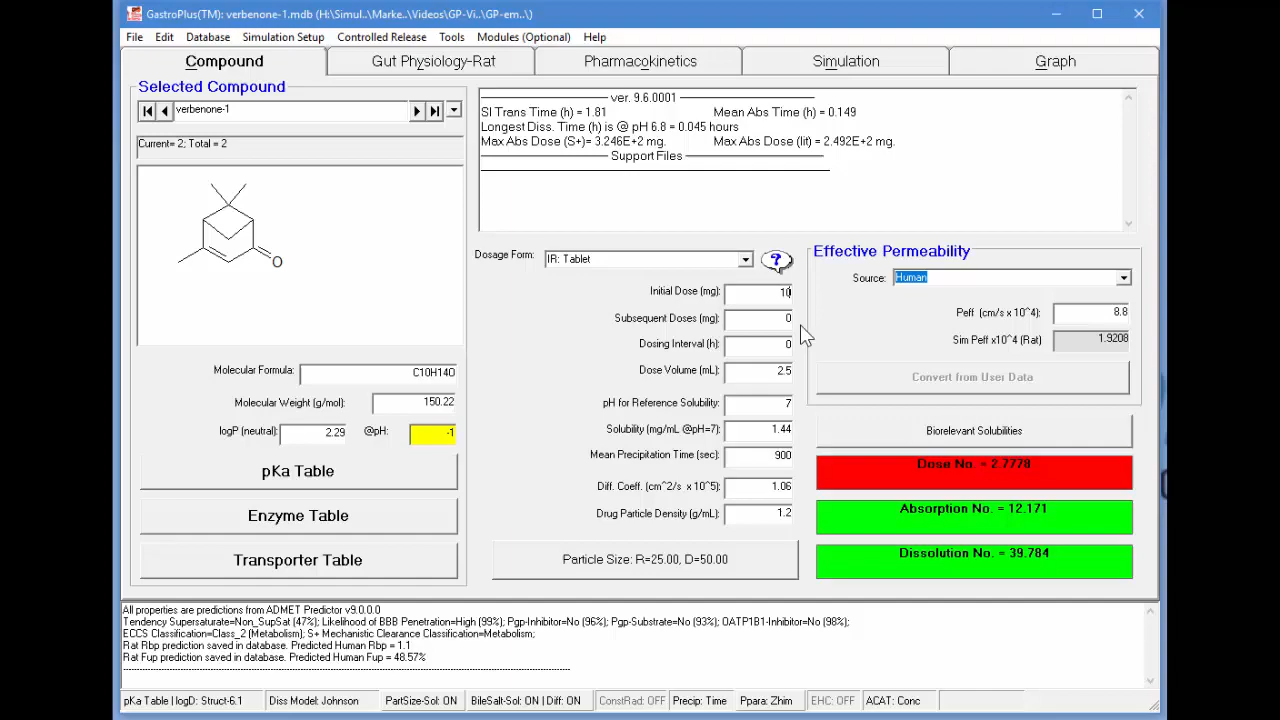 GastroPlus(TM): verbenone-1.mdb (H:\Simul..\Marke..\Videos\GP-Vi..\GP-em..\)
File Edit Database Simulation Setup Controlled Release Tools Modules (Optional) Help
Compound Gut Physiology-Rat Pharmacokinetics Simulation Graph
Selected Compound
verbenone-1
Current= 2; Total = 2
O
Molecular Formula: C10H14O
Molecular Weight (g/mol): 150.22
logP (neutral): 2.29 @pH: -1
pKa Table
Enzyme Table
Transporter Table
ver. 9.6.0001
SI Trans Time (h) = 1.81 Mean Abs Time (h) = 0.149
Longest Diss. Time (h) is @ pH 6.8 = 0.045 hours
Max Abs Dose (S+)= 3.246E+2 mg. Max Abs Dose (lit) = 2.492E+2 mg.
Support Files
Dosage Form: IR: Tablet ?
Initial Dose (mg): 10
Subsequent Doses (mg): 0
Dosing Interval (h): 0
Dose Volume (mL): 2.5
pH for Reference Solubility: 7
Solubility (mg/mL @pH=7): 1.44
Mean Precipitation Time (sec): 900
Diff. Coeff. (cm^2/s x 10^5): 1.06
Drug Particle Density (g/mL): 1.2
Particle Size: R=25.00, D=50.00
Effective Permeability
Source: Human
Peff (cm/s x 10^4): 8.8
Sim Peff x10^4 (Rat) 1.9208
Convert from User Data
Biorelevant Solubilities
Dose No. = 2.7778
Absorption No. = 12.171
Dissolution No. = 39.784
All properties are predictions from ADMET Predictor v9.0.0.0
Tendency Supersaturate=Non_SupSat (47%); Likelihood of BBB Penetration=High (99%); Pgp-Inhibitor=No (96%); Pgp-Substrate=No (93%); OATP1B1-Inhibitor=No (98%);
ECCS Classification=Class_2 (Metabolism); S+ Mechanistic Clearance Classification=Metabolism;
Rat Rbp prediction saved in database. Predicted Human Rbp = 1.1
Rat Fup prediction saved in database. Predicted Human Fup = 48.57%
pKa Table | logD: Struct-6.1 Diss Model: Johnson PartSize-Sol: ON BileSalt-Sol: ON | Diff: ON ConstRad: OFF Precip: Time Ppara: Zhim EHC: OFF ACAT: Conc